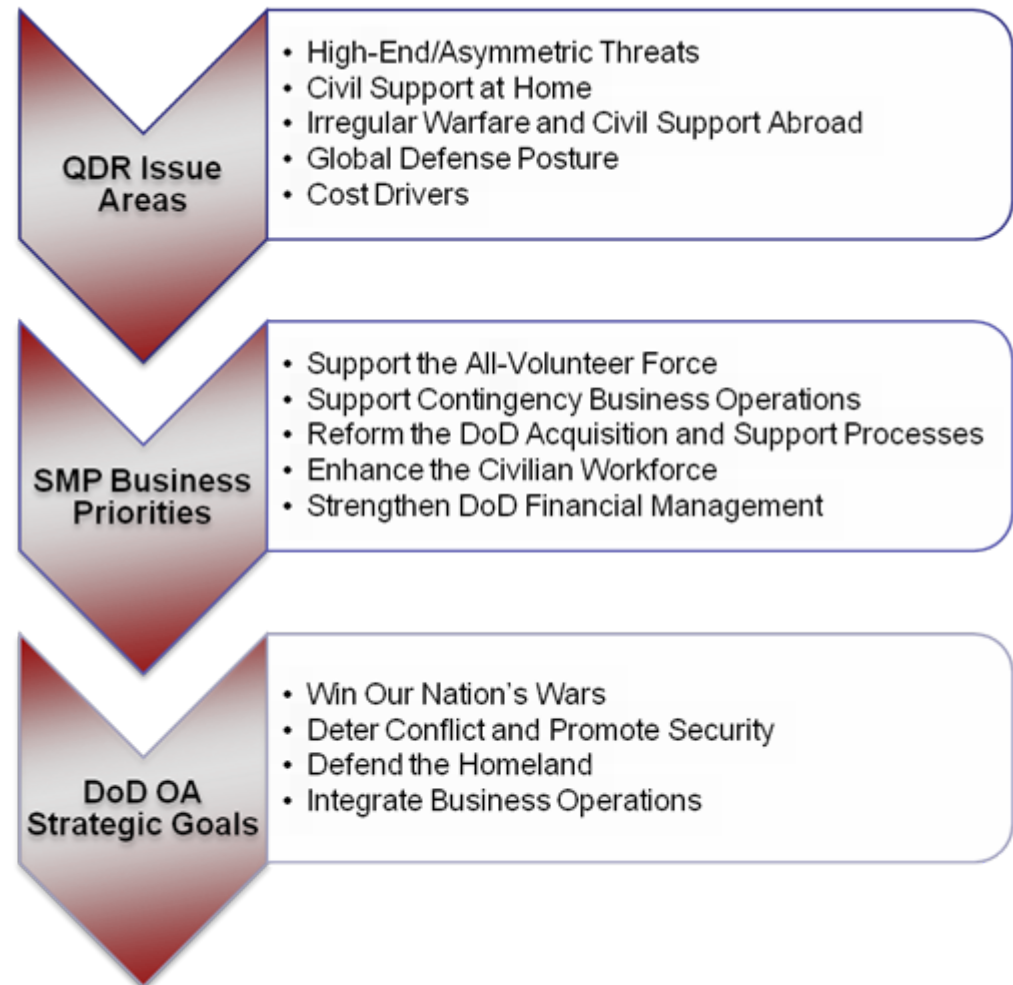 QDR Issue
Areas
• High-End/Asymmetric Threats
• Civil Support at Home
• Irregular Warfare and Civil Support Abroad
• Global Defense Posture
• Cost Drivers
SMP Business
Priorities
• Support the All-Volunteer Force
• Support Contingency Business Operations
• Reform the DoD Acquisition and Support Processes
• Enhance the Civilian Workforce
• Strengthen DoD Financial Management
DoD OA
Strategic Goals
• Win Our Nation's Wars
• Deter Conflict and Promote Security
• Defend the Homeland
• Integrate Business Operations